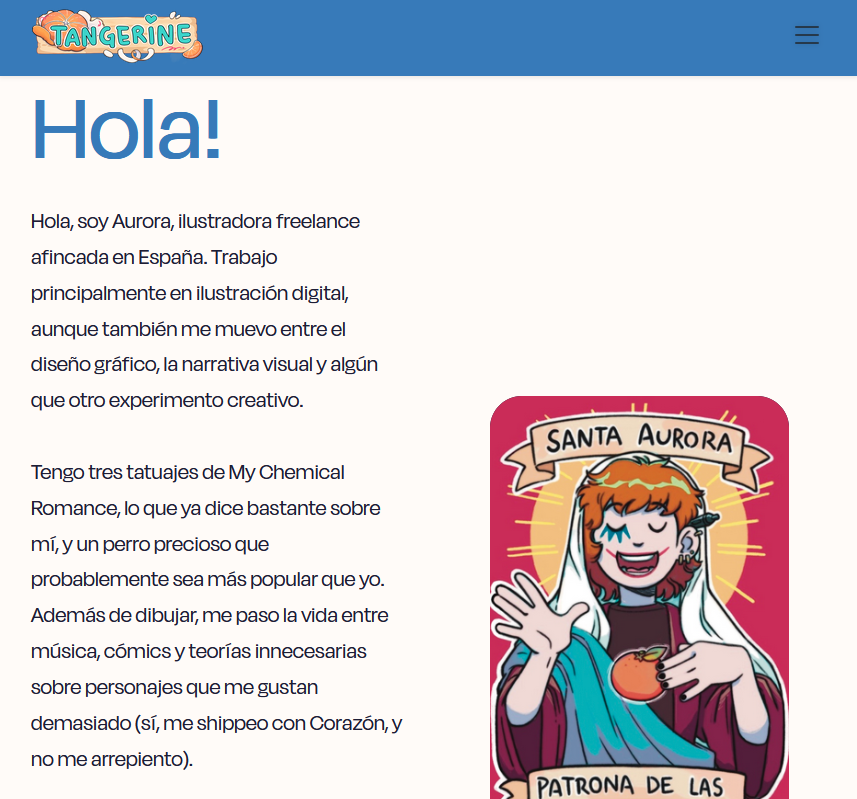 TANGERINE
Hola!
Hola, soy Aurora, ilustradora freelance
afincada en España. Trabajo
principalmente en ilustración digital,
aunque también me muevo entre el
diseño gráfico, la narrativa visual y algún
que otro experimento creativo.
Tengo tres tatuajes de My Chemical
Romance, lo que ya dice bastante sobre
mí, y un perro precioso que
probablemente sea más popular que yo.
Además de dibujar, me paso la vida entre
música, cómics y teorías innecesarias
sobre personajes que me gustan
demasiado (sí, me shippeo con Corazón, y
no me arrepiento).
SANTA AURORA
PATRONA DE LAS